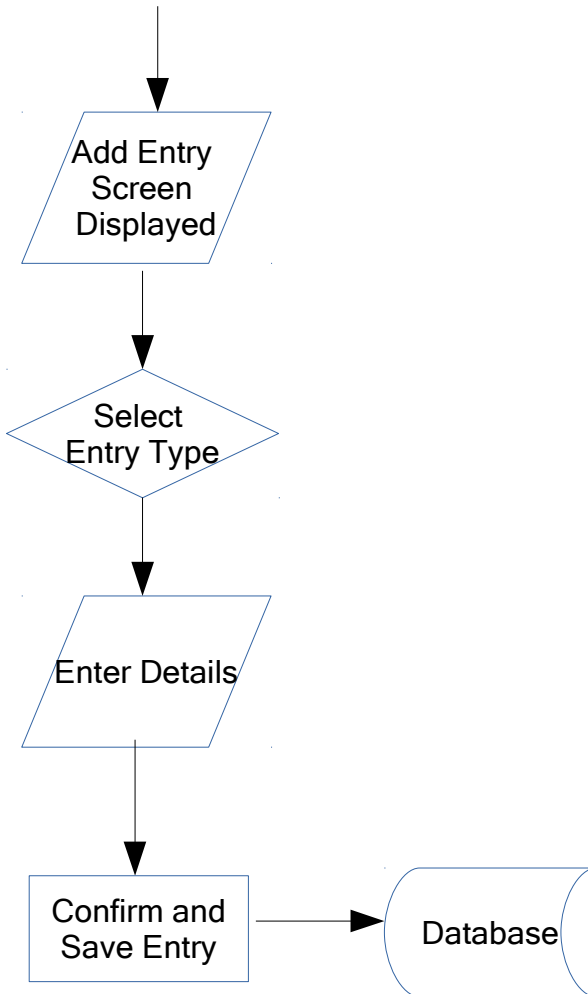 Add Entry
Screen
Displayed
Select
Entry Type
Enter Details
Confirm and
Save Entry
Database